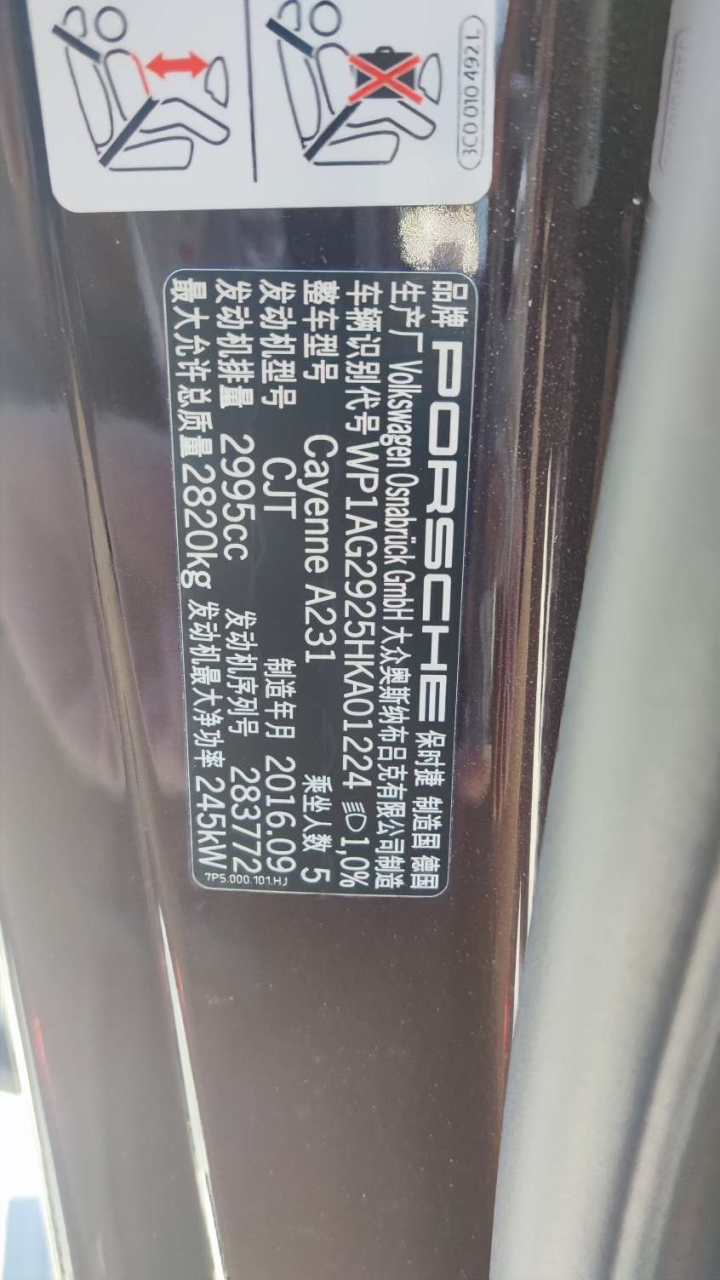 3C0 010 492 L
品牌 PORSCHE 保时捷 制造国 德国
生产厂 Volkswagen Osnabrück GmbH 大众奥斯纳布吕克有限公司制造
车辆识别代号 WP1AG2925HKA01224 1,0%
整车型号 Cayenne A231 乘坐人数 5
发动机型号 CJT 制造年月 2016.09
发动机排量 2995cc 发动机序列号 283772
最大允许总质量 2820kg 发动机最大净功率 245kW
7P5.000.101.HJ